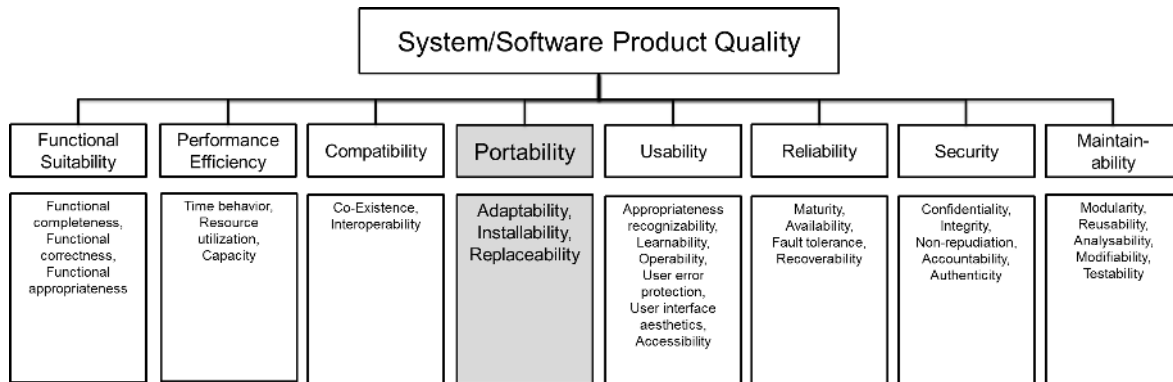 System/Software Product Quality
Functional
Suitability
Performance
Efficiency
Compatibility
Portability
Usability
Reliability
Security
Maintain-
ability
Functional
completeness,
Functional
correctness,
Functional
appropriateness
Time behavior,
Resource
utilization,
Capacity
Co-Existence,
Interoperability
Adaptability,
Installability,
Replaceability
Appropriateness
recognizability,
Learnability,
Operability,
User error
protection,
User interface
aesthetics,
Accessibility
Maturity,
Availability,
Fault tolerance,
Recoverability
Confidentiality,
Integrity,
Non-repudiation,
Accountability,
Authenticity
Modularity,
Reusability,
Analysability,
Modifiability,
Testability